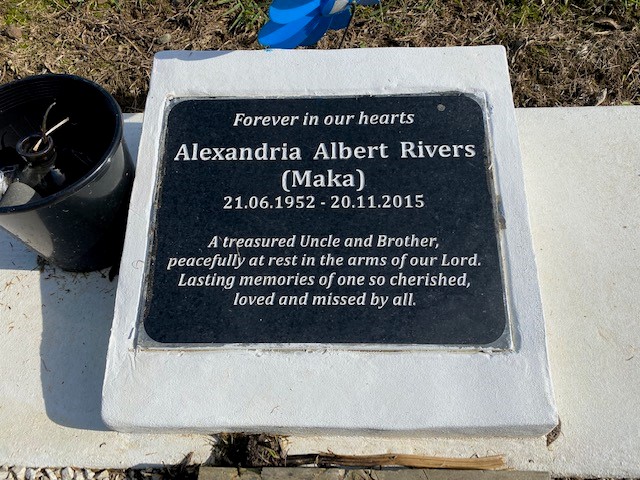 Forever in our hearts
Alexandria Albert Rivers
(Maka)
21.06.1952 - 20.11.2015
A treasured Uncle and Brother,
peacefully at rest in the arms of our Lord.
Lasting memories of one so cherished,
loved and missed by all.